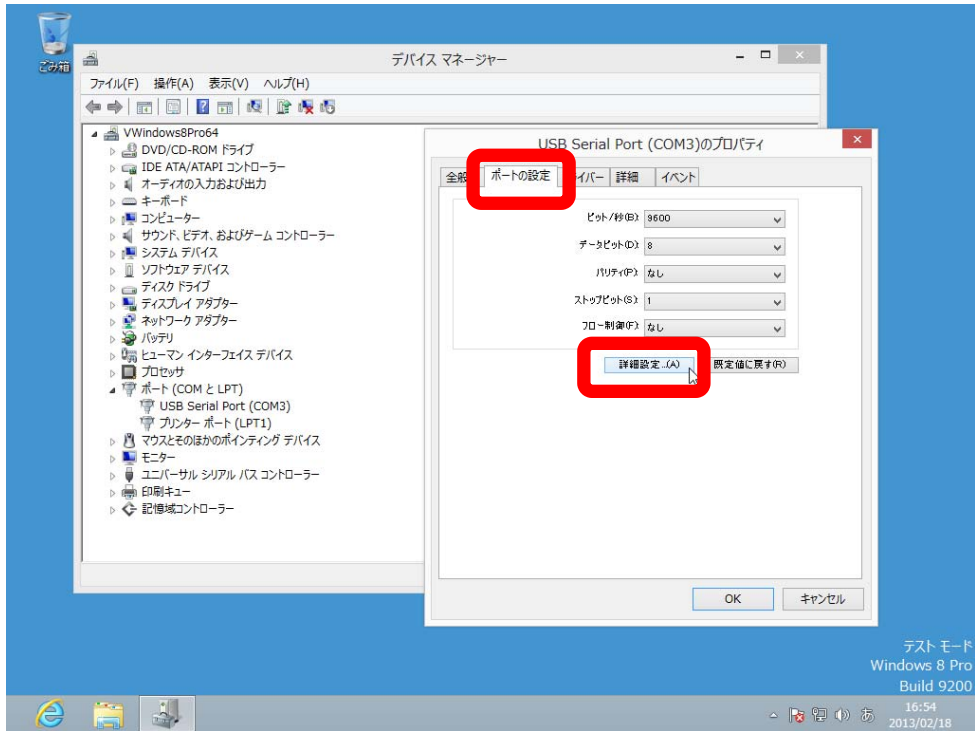 ごみ箱
デバイス マネージャー
ファイル(F) 操作(A) 表示(V) ヘルプ(H)
VWindows8Pro64
DVD/CD-ROM ドライブ
IDE ATA/ATAPI コントローラー
オーディオの入力および出力
キーボード
コンピューター
サウンド、ビデオ、およびゲーム コントローラー
システム デバイス
ソフトウェア デバイス
ディスク ドライブ
ディスプレイ アダプター
ネットワーク アダプター
バッテリ
ヒューマン インターフェイス デバイス
プロセッサ
ポート (COM と LPT)
USB Serial Port (COM3)
プリンター ポート (LPT1)
マウスとそのほかのポインティング デバイス
モニター
ユニバーサル シリアル バス コントローラー
印刷キュー
記憶域コントローラー
USB Serial Port (COM3)のプロパティ
全般 ポートの設定 イバー 詳細 イベント
ビット/秒(B): 9600
データビット(D): 8
パリティ(P): なし
ストップビット(S): 1
フロー制御(F): なし
詳細設定...(A) 既定値に戻す(R)
OK キャンセル
テスト モード
Windows 8 Pro
Build 9200
あ 16:54
2013/02/18